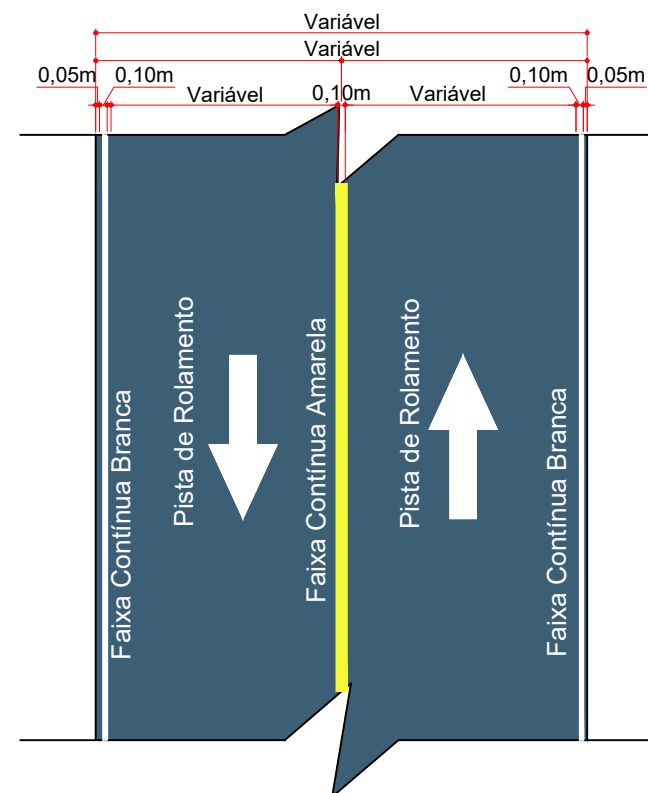 Variável
Variável
0,05m 0,10m 0,10m 0,05m
Variável 0,10m Variável
Faixa Contínua Branca
Pista de Rolamento
Faixa Contínua Amarela
Pista de Rolamento
Faixa Contínua Branca